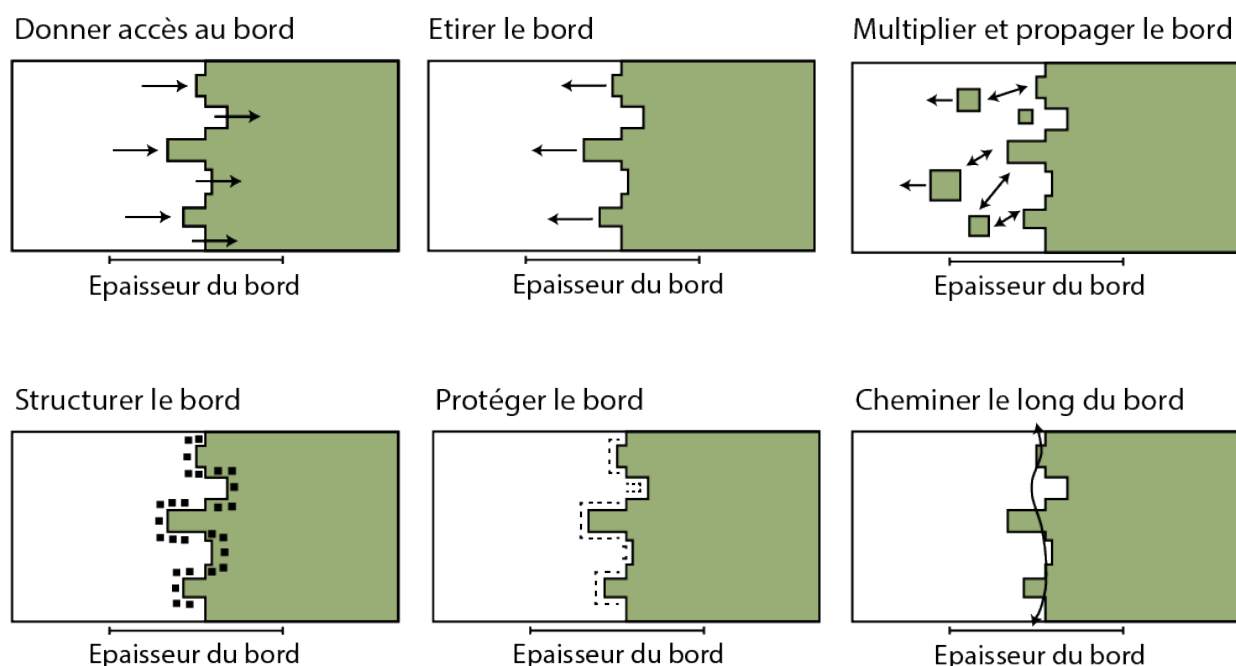 Donner accès au bord
Etirer le bord
Multiplier et propager le bord
Epaisseur du bord
Epaisseur du bord
Epaisseur du bord
Structurer le bord
Protéger le bord
Cheminer le long du bord
Epaisseur du bord
Epaisseur du bord
Epaisseur du bord